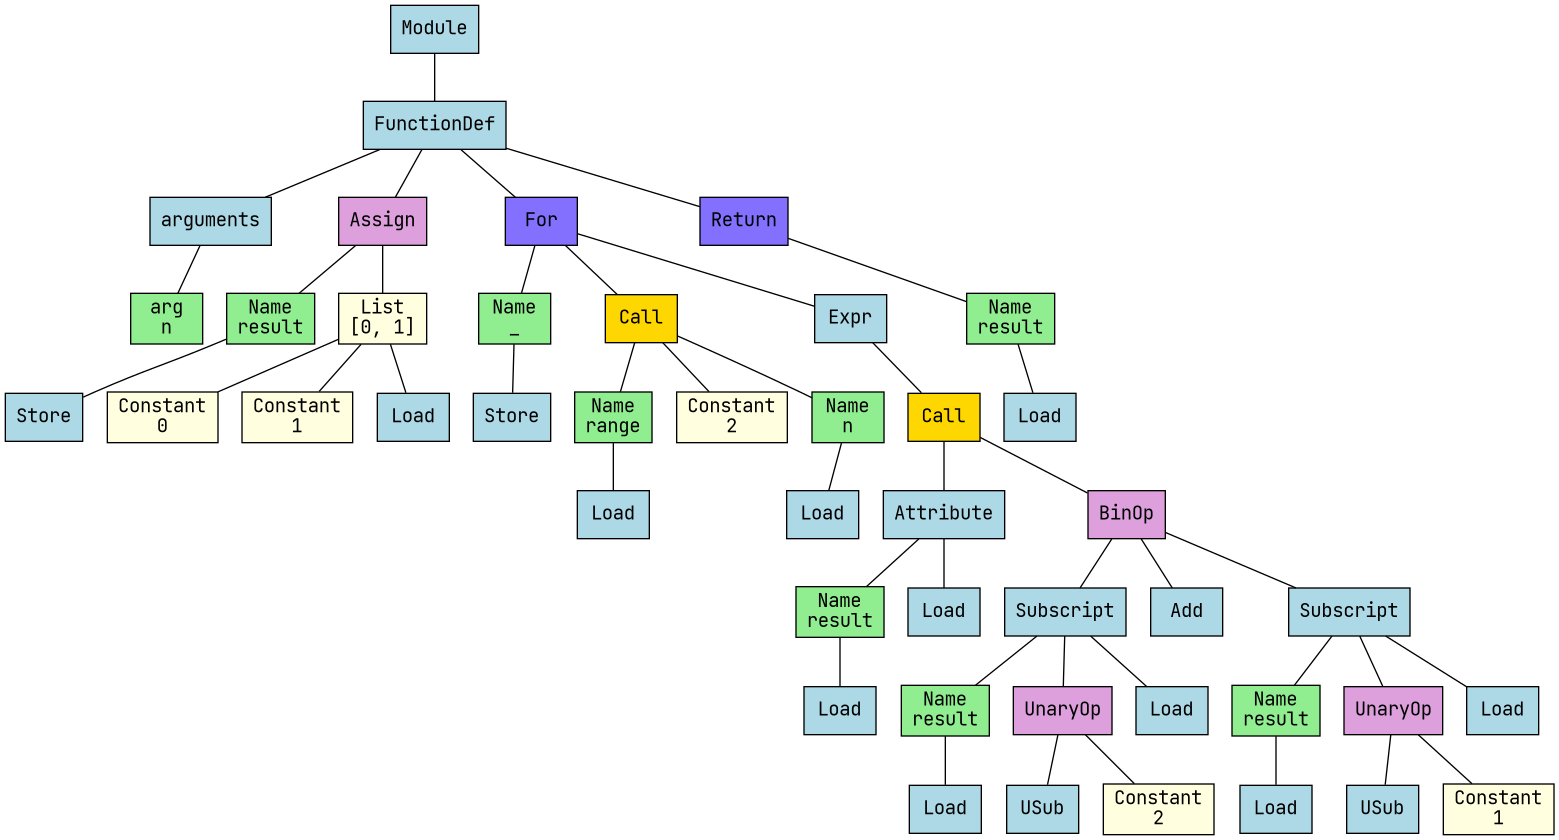 Module
FunctionDef
arguments
Assign
For
Return
arg
n
Name
result
List
[0, 1]
Name
_
Call
Expr
Name
result
Store
Constant
0
Constant
1
Load
Store
Name
range
Constant
2
Name
n
Call
Load
Load
Load
Attribute
BinOp
Name
result
Load
Subscript
Add
Subscript
Load
Name
result
UnaryOp
Load
Name
result
UnaryOp
Load
Load
USub
Constant
2
Load
USub
Constant
1